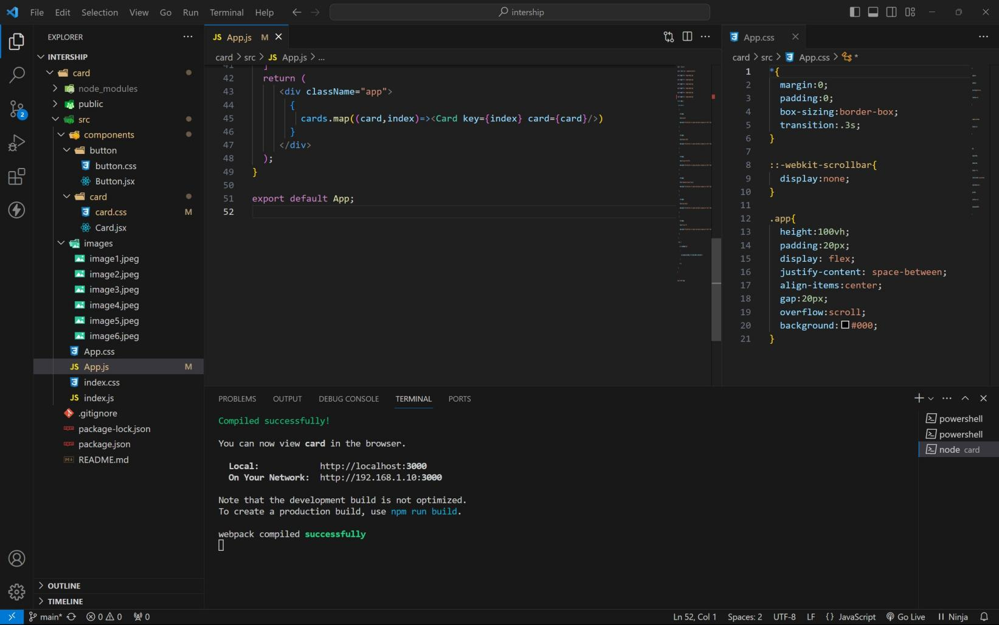 File Edit Selection View Go Run Terminal Help
intership
EXPLORER
INTERSHIP
card
node_modules
public
src
components
button
button.css
Button.jsx
card
card.css M
Card.jsx
images
image1.jpeg
image2.jpeg
image3.jpeg
image4.jpeg
image5.jpeg
image6.jpeg
App.css
JS App.js M
index.css
JS index.js
.gitignore
package-lock.json
package.json
README.md
OUTLINE
TIMELINE
2
JS App.js M
card > src > JS App.js > ...
41 ]
42 return (
43 <div className="app">
44 {
45 cards.map((card,index)=><Card key={index} card={card}/>)
46 }
47 </div>
48 );
49 }
50
51 export default App;
52
App.css
card > src > App.css > *
1 *{
2 margin:0;
3 padding:0;
4 box-sizing:border-box;
5 transition:.3s;
6 }
7
8 ::-webkit-scrollbar{
9 display:none;
10 }
11
12 .app{
13 height:100vh;
14 padding:20px;
15 display: flex;
16 justify-content: space-between;
17 align-items:center;
18 gap:20px;
19 overflow:scroll;
20 background:#000;
21 }
PROBLEMS OUTPUT DEBUG CONSOLE TERMINAL PORTS
Compiled successfully!
You can now view card in the browser.
Local: http://localhost:3000
On Your Network: http://192.168.1.10:3000
Note that the development build is not optimized.
To create a production build, use npm run build.
webpack compiled successfully
powershell
powershell
node card
main* 0 0 0
Ln 52, Col 1 Spaces: 2 UTF-8 LF {} JavaScript Go Live Ninja